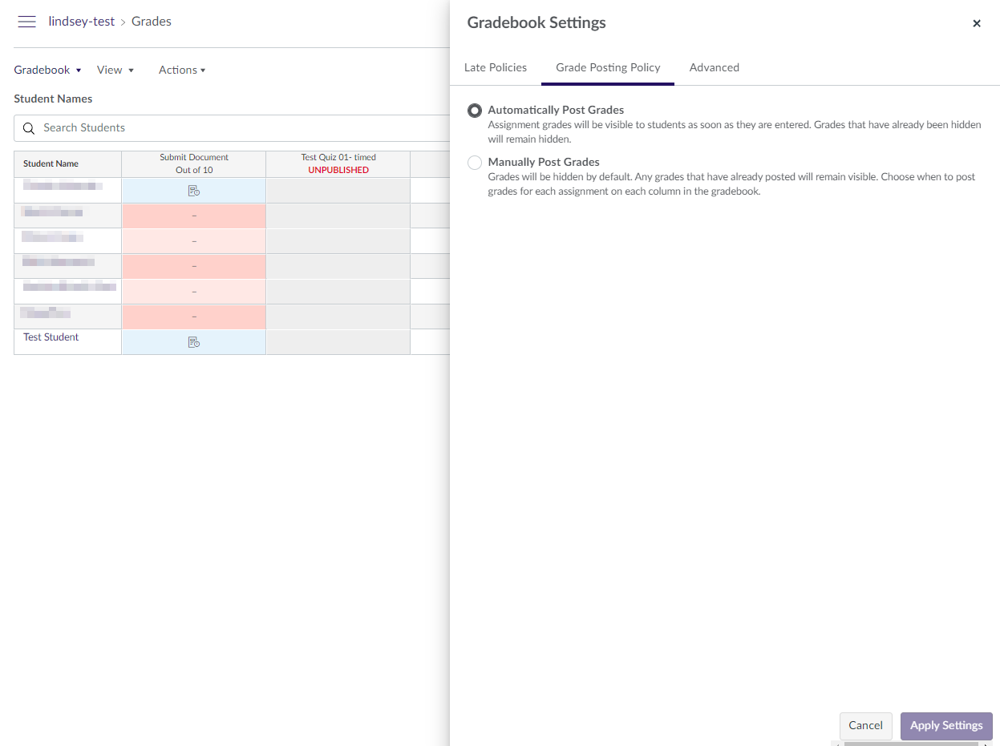 lindsey-test > Grades
Gradebook ▾ View ▾ Actions ▾
Student Names
Search Students
Student Name
Submit Document
Out of 10
Test Quiz 01- timed
UNPUBLISHED
–
–
–
–
–
Test Student
Gradebook Settings
×
Late Policies Grade Posting Policy Advanced
Automatically Post Grades
Assignment grades will be visible to students as soon as they are entered. Grades that have already been hidden
will remain hidden.
Manually Post Grades
Grades will be hidden by default. Any grades that have already posted will remain visible. Choose when to post
grades for each assignment on each column in the gradebook.
Cancel Apply Settings